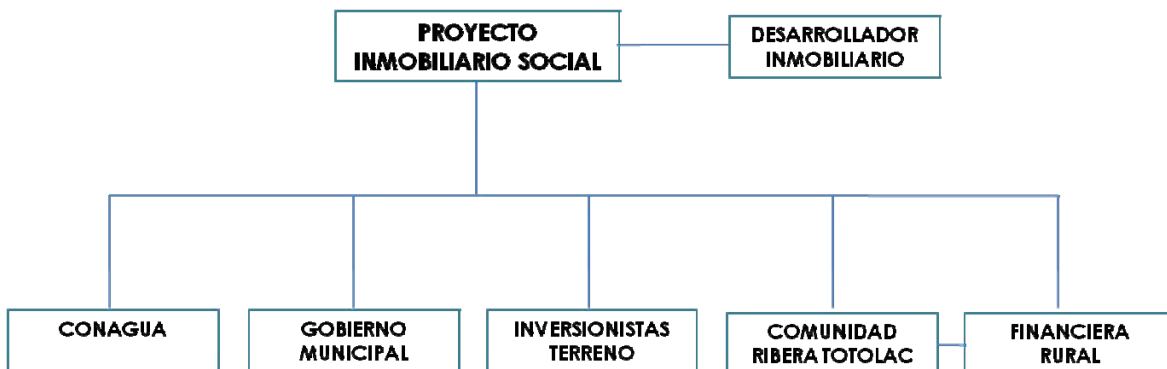 PROYECTO
INMOBILIARIO SOCIAL
DESARROLLADOR
INMOBILIARIO
CONAGUA
GOBIERNO
MUNICIPAL
INVERSIONISTAS
TERRENO
COMUNIDAD
RIBERA TOTOLAC
FINANCIERA
RURAL